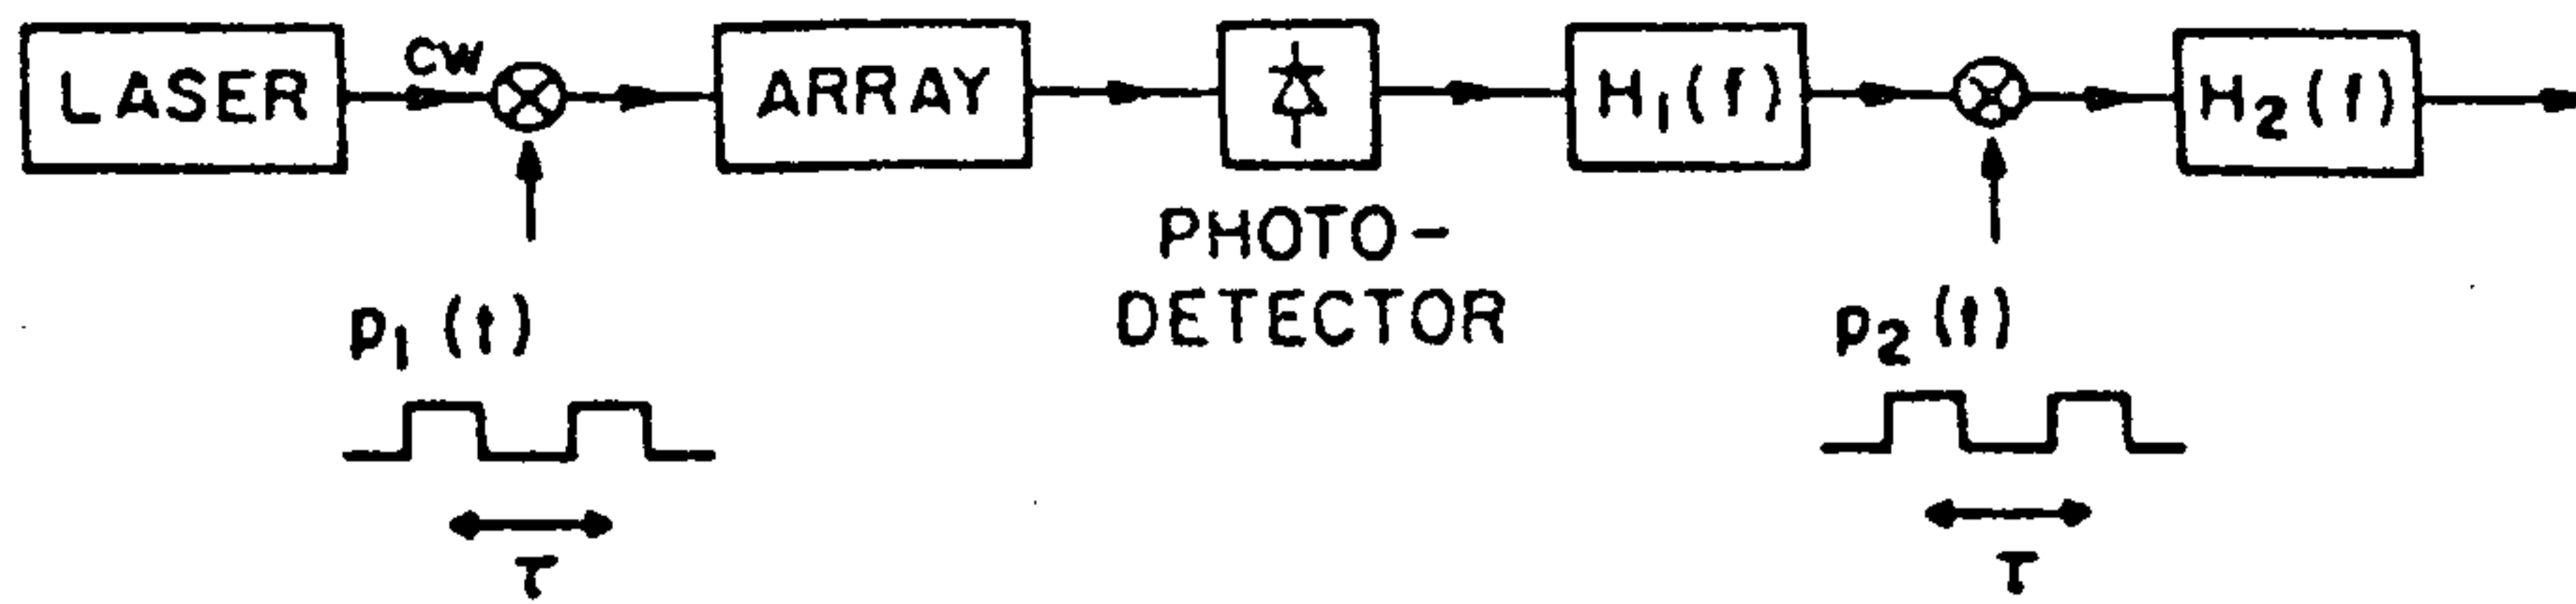 LASER
CW
ARRAY
H₁(f)
H₂(f)
PHOTO-
DETECTOR
p₁(t)
p₂(t)
T
T